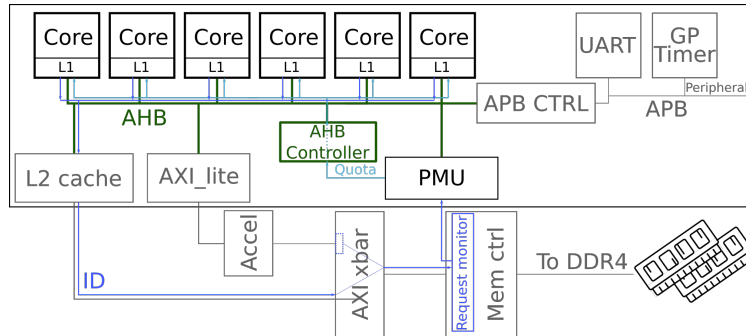 Core Core Core Core Core Core
L1 L1 L1 L1 L1 L1
UART
GP
Timer
Peripheral
APB CTRL
APB
AHB
AHB
Controller
Quota
L2 cache
AXI_lite
PMU
Accel
AXI xbar
Request monitor
Mem ctrl
To DDR4
ID